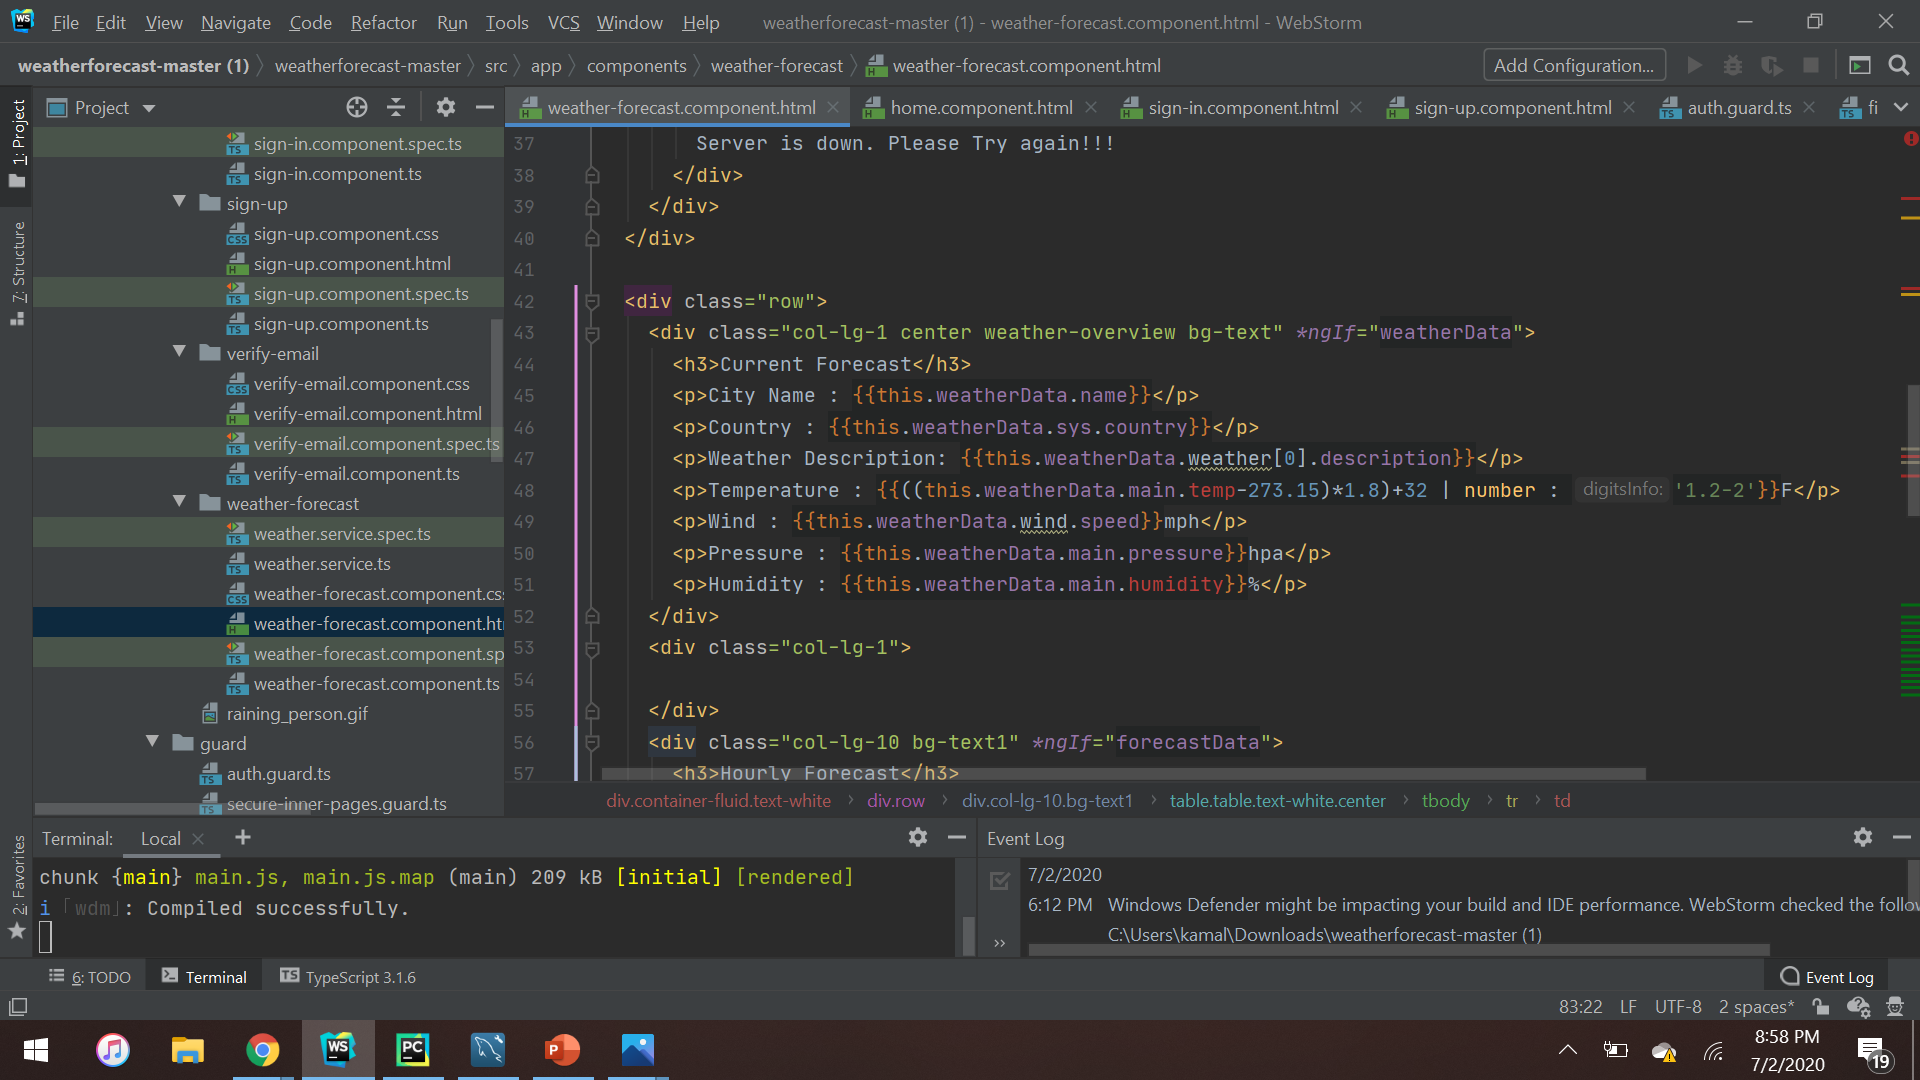 File Edit View Navigate Code Refactor Run Tools VCS Window Help weatherforecast-master (1) - weather-forecast.component.html - WebStorm
weatherforecast-master (1) weatherforecast-master src app components weather-forecast weather-forecast.component.html Add Configuration...
1: Project
7: Structure
2: Favorites
Project
sign-in.component.spec.ts
sign-in.component.ts
sign-up
sign-up.component.css
sign-up.component.html
sign-up.component.spec.ts
sign-up.component.ts
verify-email
verify-email.component.css
verify-email.component.html
verify-email.component.spec.ts
verify-email.component.ts
weather-forecast
weather.service.spec.ts
weather.service.ts
weather-forecast.component.cs
weather-forecast.component.ht
weather-forecast.component.sp
weather-forecast.component.ts
raining_person.gif
guard
auth.guard.ts
secure-inner-pages.guard.ts
weather-forecast.component.html home.component.html sign-in.component.html sign-up.component.html auth.guard.ts fi
37 Server is down. Please Try again!!!
38 </div>
39 </div>
40 </div>
41
42 <div class="row">
43 <div class="col-lg-1 center weather-overview bg-text" *ngIf="weatherData">
44 <h3>Current Forecast</h3>
45 <p>City Name : {{this.weatherData.name}}</p>
46 <p>Country : {{this.weatherData.sys.country}}</p>
47 <p>Weather Description: {{this.weatherData.weather[0].description}}</p>
48 <p>Temperature : {{((this.weatherData.main.temp-273.15)*1.8)+32 | number : digitsInfo: '1.2-2'}}F</p>
49 <p>Wind : {{this.weatherData.wind.speed}}mph</p>
50 <p>Pressure : {{this.weatherData.main.pressure}}hpa</p>
51 <p>Humidity : {{this.weatherData.main.humidity}}%</p>
52 </div>
53 <div class="col-lg-1">
54
55 </div>
56 <div class="col-lg-10 bg-text1" *ngIf="forecastData">
57 <h3>Hourly Forecast</h3>
div.container-fluid.text-white div.row div.col-lg-10.bg-text1 table.table.text-white.center tbody tr td
Terminal: Local
chunk {main} main.js, main.js.map (main) 209 kB [initial] [rendered]
i ｢wdm｣: Compiled successfully.
Event Log
7/2/2020
6:12 PM Windows Defender might be impacting your build and IDE performance. WebStorm checked the follo
C:\Users\kamal\Downloads\weatherforecast-master (1)
6: TODO Terminal TypeScript 3.1.6 Event Log
83:22 LF UTF-8 2 spaces*
8:58 PM
7/2/2020
19